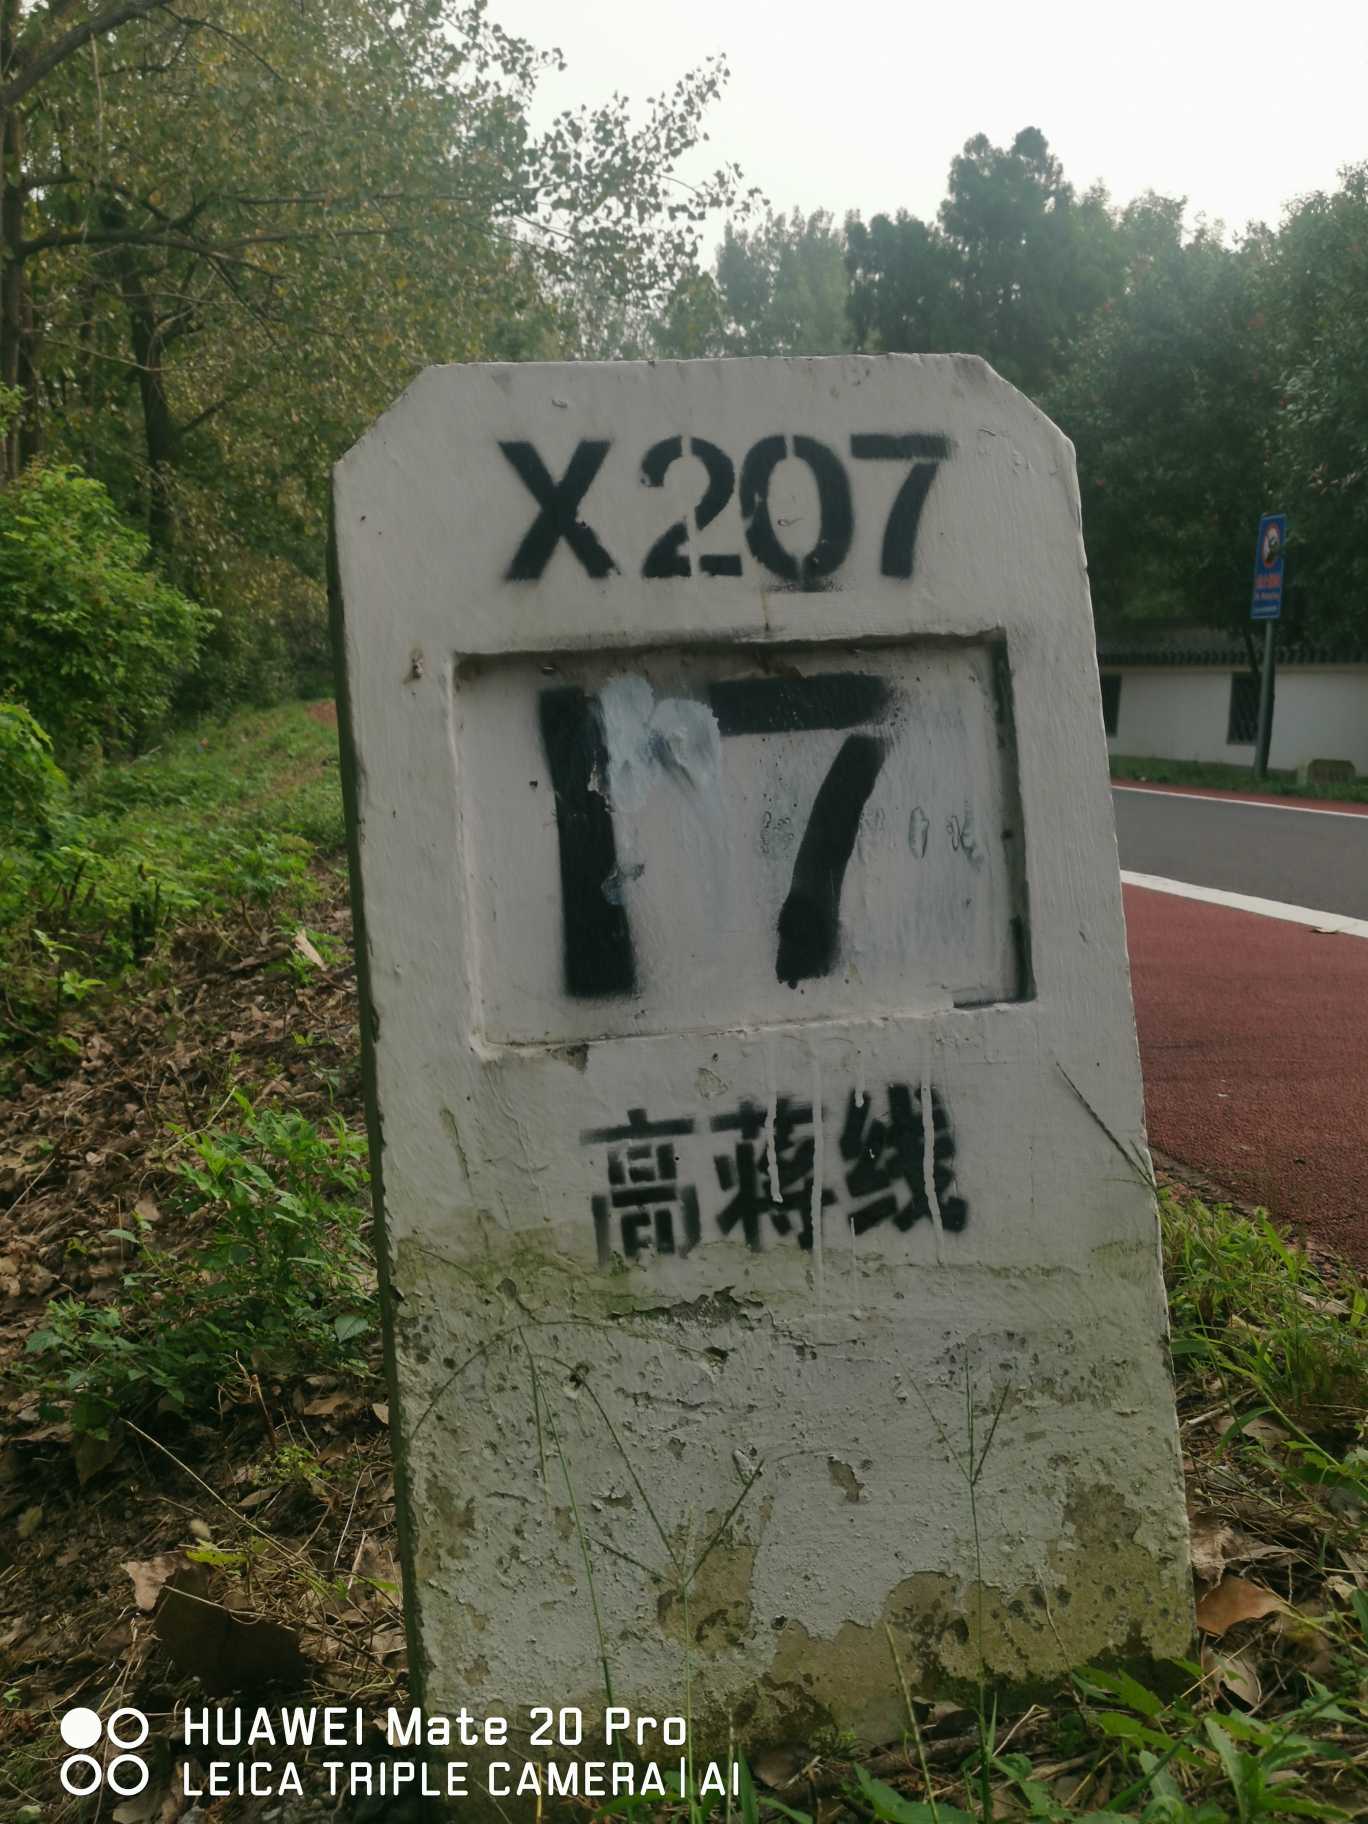 X207
17
高蒋线
HUAWEI Mate 20 Pro
LEICA TRIPLE CAMERA|AI